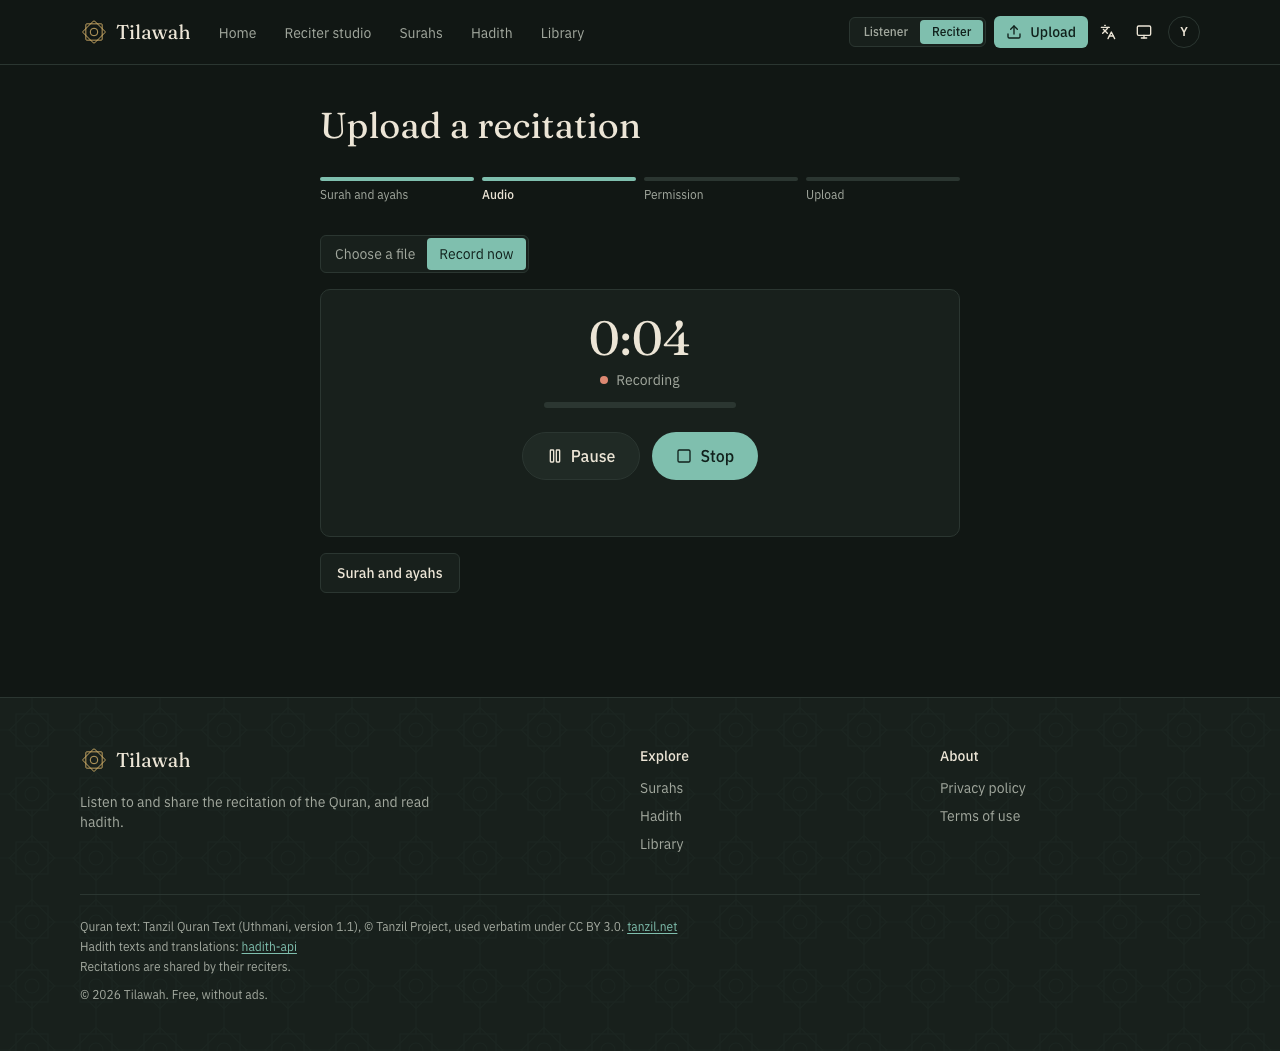 Tilawah
Home
Reciter studio
Surahs
Hadith
Library
Listener
Reciter
Upload
Y
Upload a recitation
Surah and ayahs
Audio
Permission
Upload
Choose a file
Record now
0:04
Recording
Pause
Stop
Surah and ayahs
Tilawah
Listen to and share the recitation of the Quran, and read
hadith.
Explore
Surahs
Hadith
Library
About
Privacy policy
Terms of use
Quran text: Tanzil Quran Text (Uthmani, version 1.1), © Tanzil Project, used verbatim under CC BY 3.0. tanzil.net
Hadith texts and translations: hadith-api
Recitations are shared by their reciters.
© 2026 Tilawah. Free, without ads.